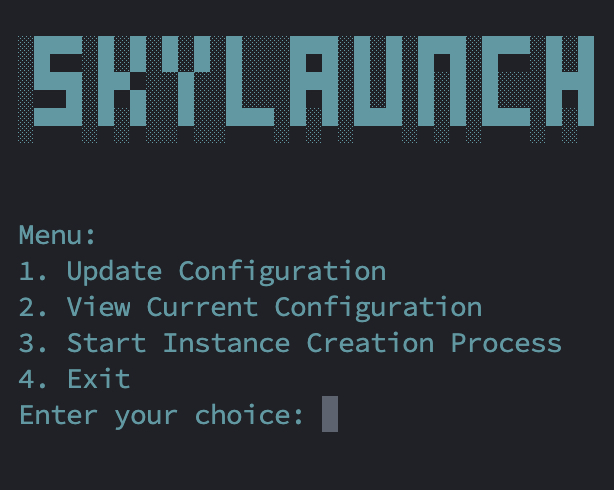 SKYLAUNCH
Menu:
1. Update Configuration
2. View Current Configuration
3. Start Instance Creation Process
4. Exit
Enter your choice: